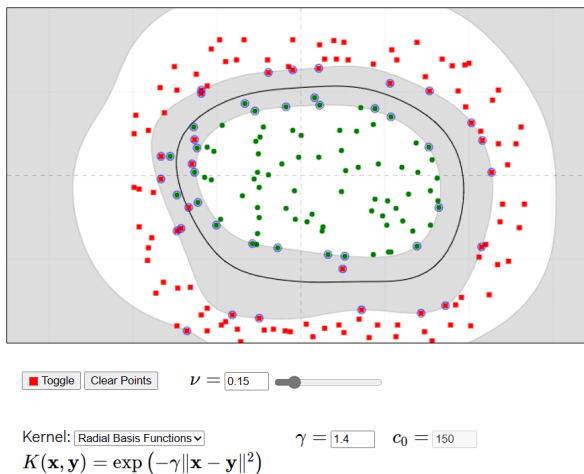 Toggle Clear Points ν = 0.15
Kernel: Radial Basis Functions γ = 1.4 c₀ = 150
K(x, y) = exp (−γ‖x − y‖²)